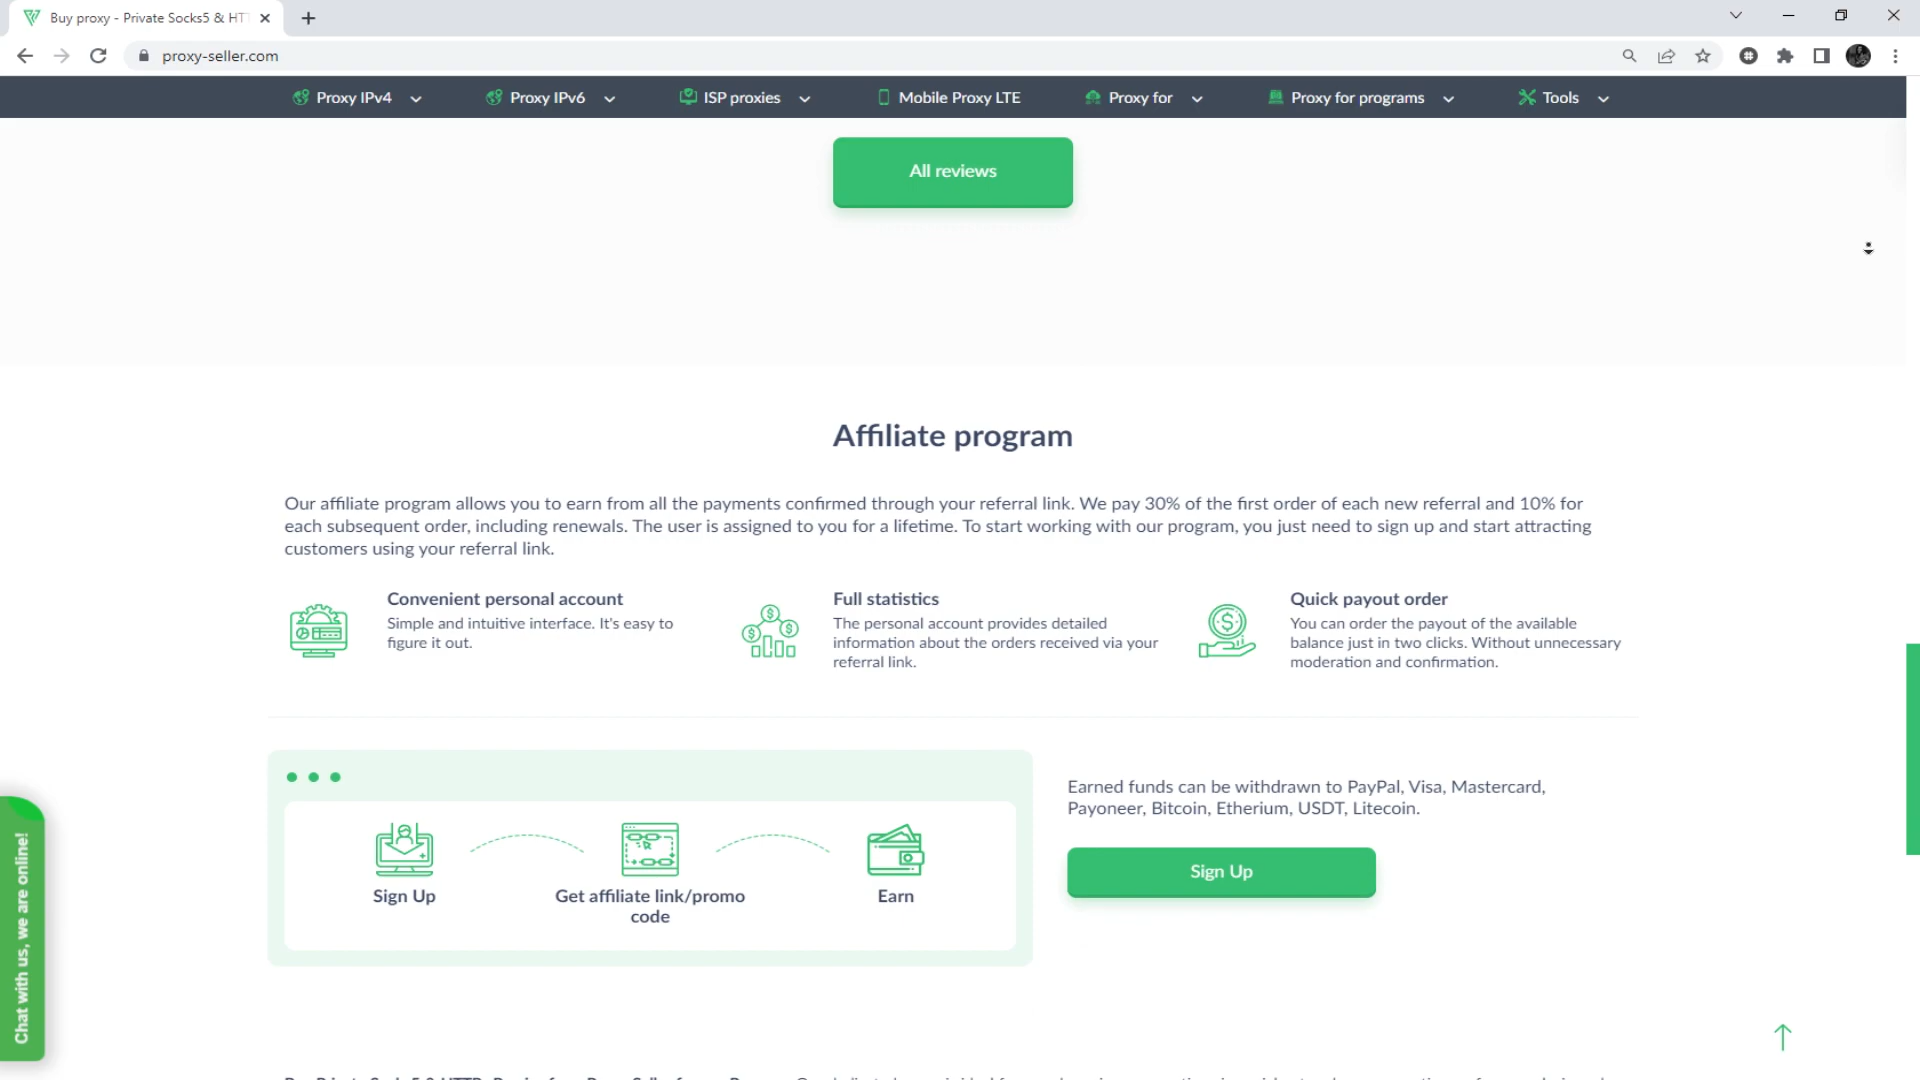 Buy proxy - Private Socks5 & HT
proxy-seller.com
Proxy IPv4 Proxy IPv6 ISP proxies Mobile Proxy LTE Proxy for Proxy for programs Tools
All reviews
Affiliate program
Our affiliate program allows you to earn from all the payments confirmed through your referral link. We pay 30% of the first order of each new referral and 10% for
each subsequent order, including renewals. The user is assigned to you for a lifetime. To start working with our program, you just need to sign up and start attracting
customers using your referral link.
Convenient personal account
Simple and intuitive interface. It's easy to
figure it out.
Full statistics
The personal account provides detailed
information about the orders received via your
referral link.
Quick payout order
You can order the payout of the available
balance just in two clicks. Without unnecessary
moderation and confirmation.
Sign Up
Get affiliate link/promo
code
Earn
Earned funds can be withdrawn to PayPal, Visa, Mastercard,
Payoneer, Bitcoin, Etherium, USDT, Litecoin.
Sign Up
Chat with us, we are online!